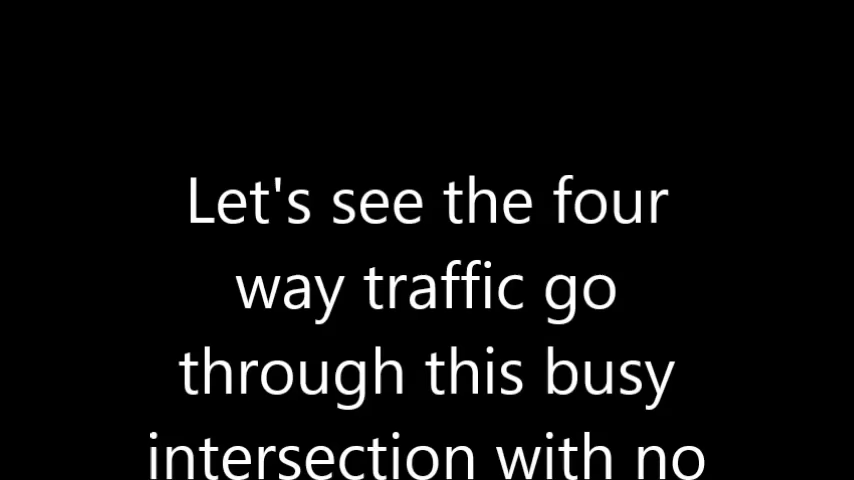 Let's see the four
way traffic go
through this busy
intersection with no